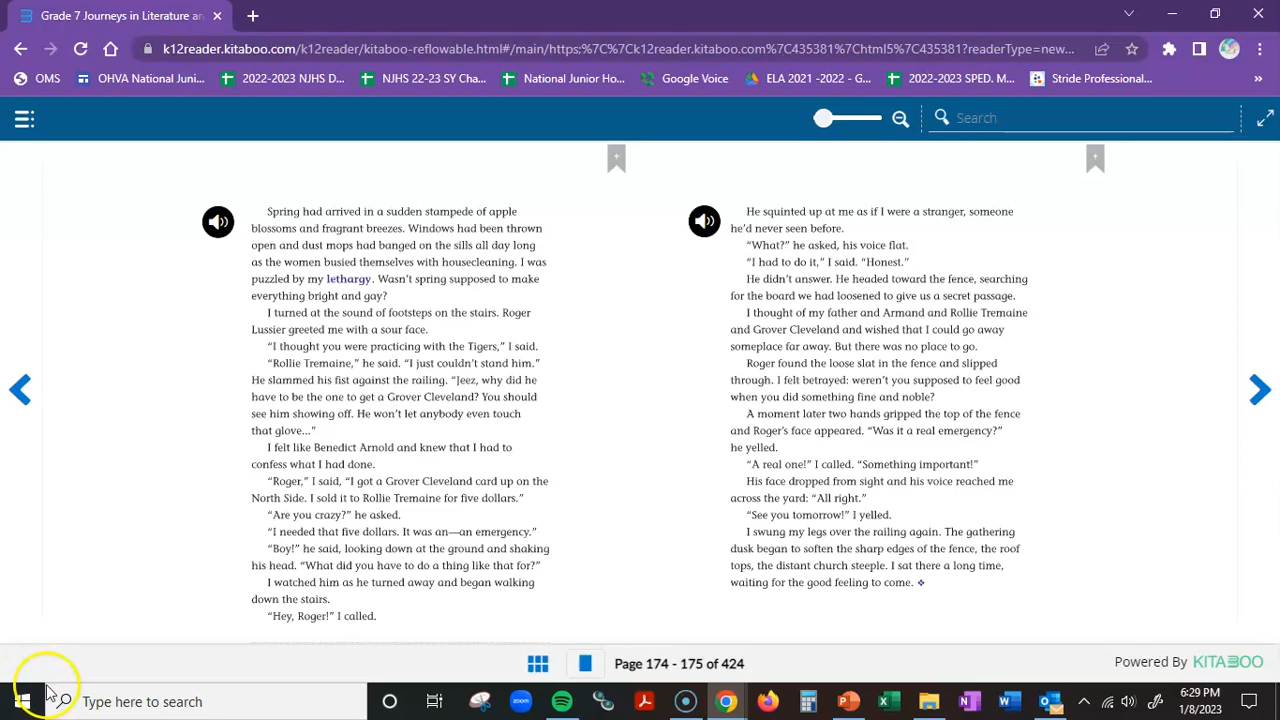 Grade 7 Journeys in Literature an
k12reader.kitaboo.com/k12reader/kitaboo-reflowable.html#/main/https;%7C%7Ck12reader.kitaboo.com%7C435381%7Chtml5%7C435381?readerType=new...
OMS
OHVA National Juni...
2022-2023 NJHS D...
NJHS 22-23 SY Cha...
National Junior Ho...
Google Voice
ELA 2021 -2022 - G...
2022-2023 SPED. M...
Stride Professional...
»
Search
Spring had arrived in a sudden stampede of apple
blossoms and fragrant breezes. Windows had been thrown
open and dust mops had banged on the sills all day long
as the women busied themselves with housecleaning. I was
puzzled by my lethargy. Wasn't spring supposed to make
everything bright and gay?
I turned at the sound of footsteps on the stairs. Roger
Lussier greeted me with a sour face.
"I thought you were practicing with the Tigers," I said.
"Rollie Tremaine," he said. "I just couldn't stand him."
He slammed his fist against the railing. "Jeez, why did he
have to be the one to get a Grover Cleveland? You should
see him showing off. He won't let anybody even touch
that glove..."
I felt like Benedict Arnold and knew that I had to
confess what I had done.
"Roger," I said, "I got a Grover Cleveland card up on the
North Side. I sold it to Rollie Tremaine for five dollars."
"Are you crazy?" he asked.
"I needed that five dollars. It was an—an emergency."
"Boy!" he said, looking down at the ground and shaking
his head. "What did you have to do a thing like that for?"
I watched him as he turned away and began walking
down the stairs.
"Hey, Roger!" I called.
He squinted up at me as if I were a stranger, someone
he'd never seen before.
"What?" he asked, his voice flat.
"I had to do it," I said. "Honest."
He didn't answer. He headed toward the fence, searching
for the board we had loosened to give us a secret passage.
I thought of my father and Armand and Rollie Tremaine
and Grover Cleveland and wished that I could go away
someplace far away. But there was no place to go.
Roger found the loose slat in the fence and slipped
through. I felt betrayed: weren't you supposed to feel good
when you did something fine and noble?
A moment later two hands gripped the top of the fence
and Roger's face appeared. "Was it a real emergency?"
he yelled.
"A real one!" I called. "Something important!"
His face dropped from sight and his voice reached me
across the yard: "All right."
"See you tomorrow!" I yelled.
I swung my legs over the railing again. The gathering
dusk began to soften the sharp edges of the fence, the roof
tops, the distant church steeple. I sat there a long time,
waiting for the good feeling to come. ❖
Page 174 - 175 of 424
Powered By KITABOO
Type here to search
6:29 PM
1/8/2023